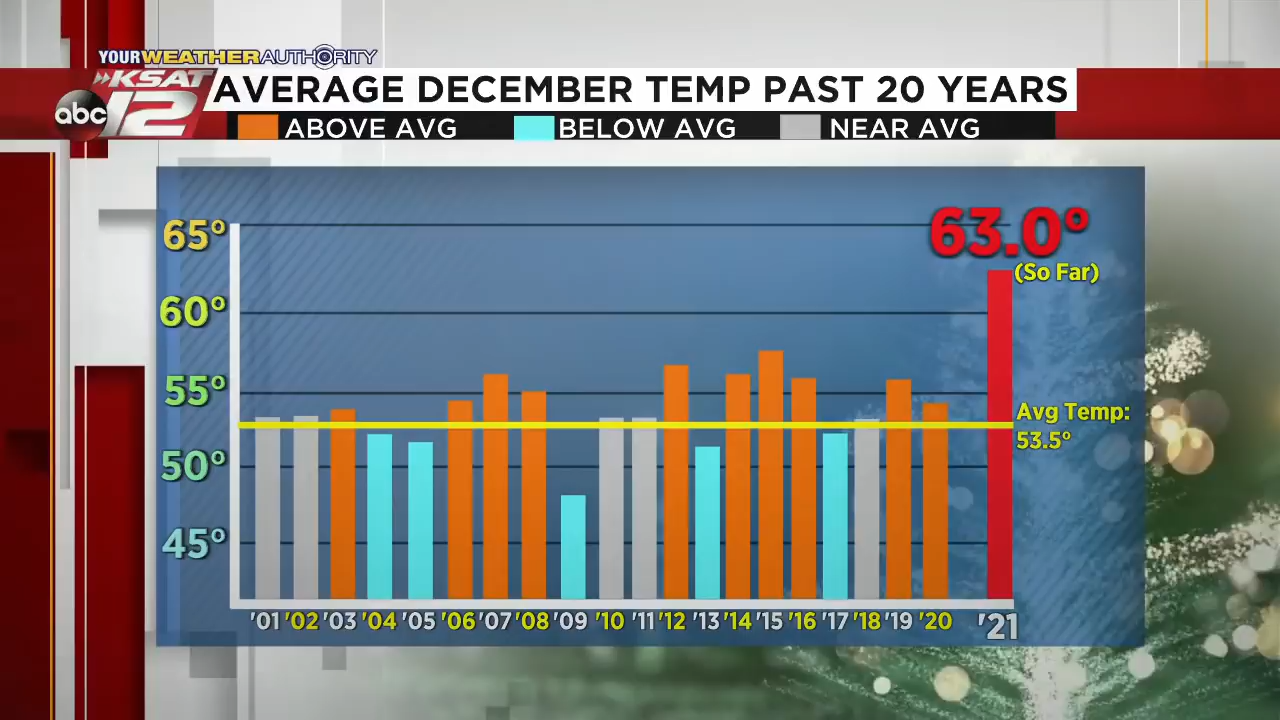 YOUR WEATHER AUTHORITY
KSAT
abc 12
AVERAGE DECEMBER TEMP PAST 20 YEARS
ABOVE AVG BELOW AVG NEAR AVG
65°
63.0°
(So Far)
60°
55°
Avg Temp:
53.5°
50°
45°
'01 '02 '03 '04 '05 '06 '07 '08 '09 '10 '11 '12 '13 '14 '15 '16 '17 '18 '19 '20 '21